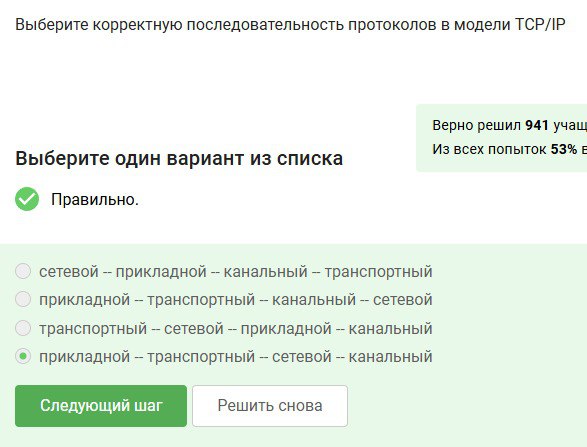 Выберите корректную последовательность протоколов в модели TCP/IP
Верно решил 941 учащ
Из всех попыток 53% в
Выберите один вариант из списка
Правильно.
сетевой -- прикладной -- канальный -- транспортный
прикладной -- транспортный -- канальный -- сетевой
транспортный -- сетевой -- прикладной -- канальный
прикладной -- транспортный -- сетевой -- канальный
Следующий шаг
Решить снова